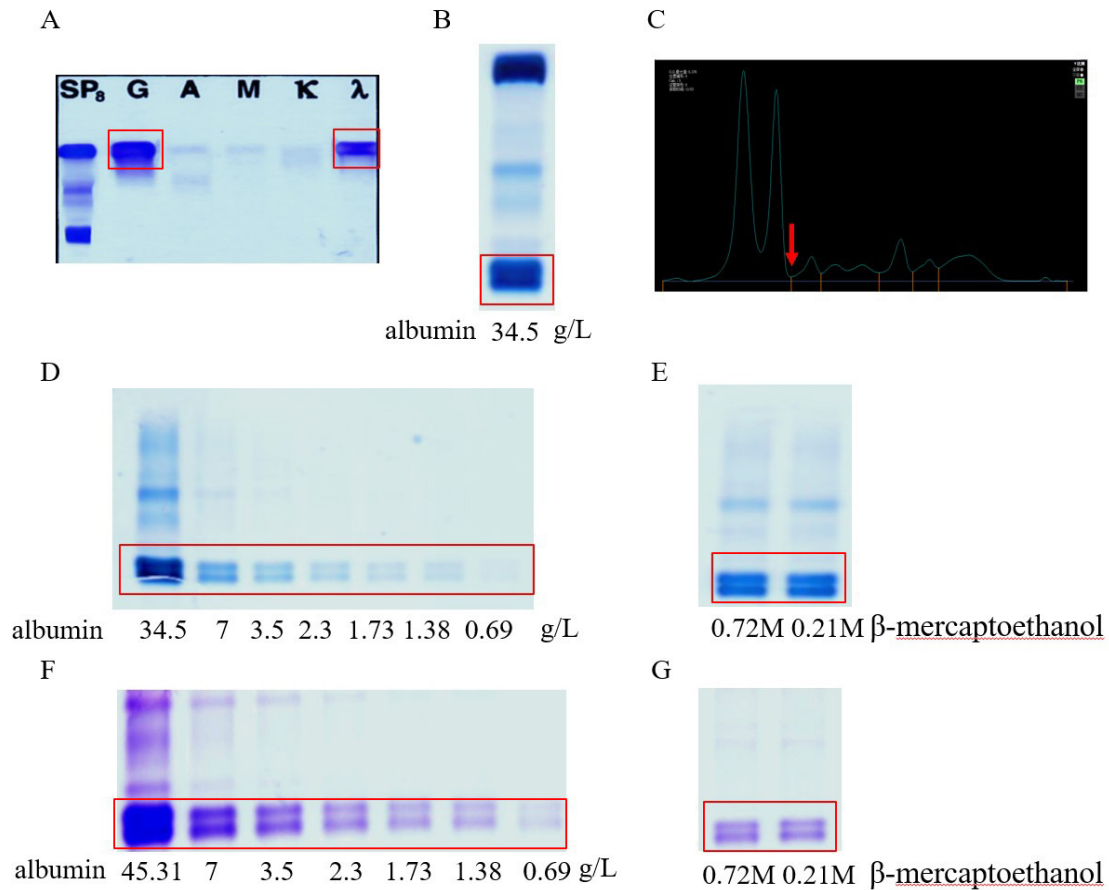 A
B
C
SP₈ G A M K λ
albumin 34.5 g/L
D
E
albumin 34.5 7 3.5 2.3 1.73 1.38 0.69 g/L
0.72M 0.21M β-mercaptoethanol
F
G
albumin 45.31 7 3.5 2.3 1.73 1.38 0.69 g/L
0.72M 0.21M β-mercaptoethanol